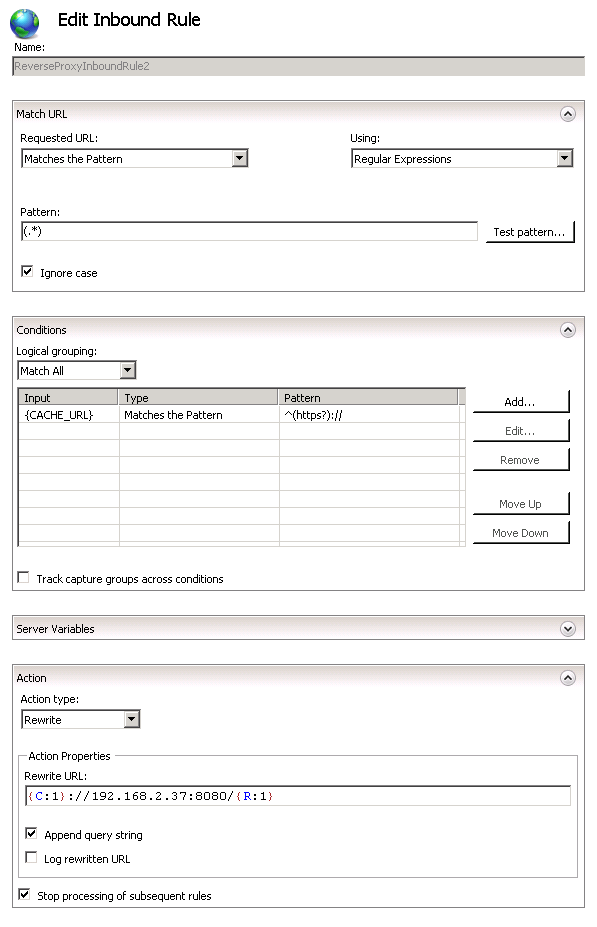 Edit Inbound Rule
Name:
ReverseProxyInboundRule2
Match URL
Requested URL: Using:
Matches the Pattern Regular Expressions
Pattern:
(.*) Test pattern...
Ignore case
Conditions
Logical grouping:
Match All
Input Type Pattern Add...
{CACHE_URL} Matches the Pattern ^(https?)://
Edit...
Remove
Move Up
Move Down
Track capture groups across conditions
Server Variables
Action
Action type:
Rewrite
Action Properties
Rewrite URL:
{C:1}://192.168.2.37:8080/{R:1}
Append query string
Log rewritten URL
Stop processing of subsequent rules